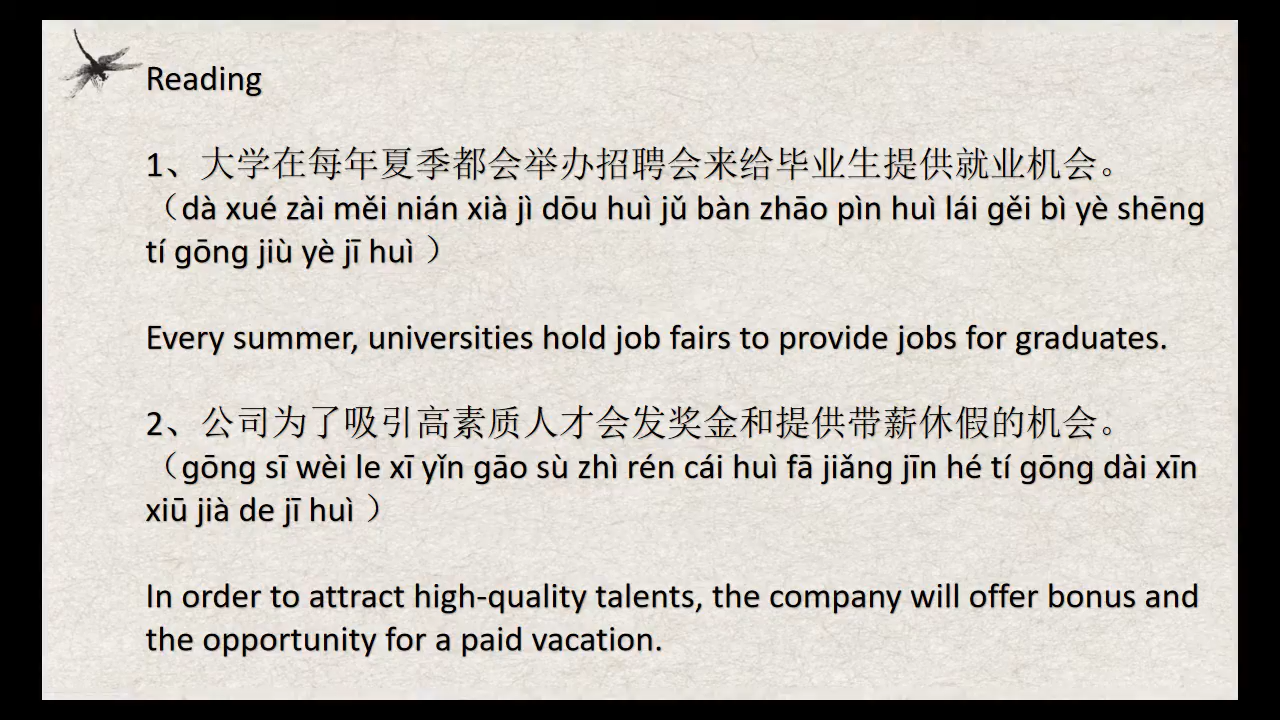 Reading
1、大学在每年夏季都会举办招聘会来给毕业生提供就业机会。
（dà xué zài měi nián xià jì dōu huì jǔ bàn zhāo pìn huì lái gěi bì yè shēng
tí gōng jiù yè jī huì ）
Every summer, universities hold job fairs to provide jobs for graduates.
2、公司为了吸引高素质人才会发奖金和提供带薪休假的机会。
（gōng sī wèi le xī yǐn gāo sù zhì rén cái huì fā jiǎng jīn hé tí gōng dài xīn
xiū jià de jī huì ）
In order to attract high-quality talents, the company will offer bonus and
the opportunity for a paid vacation.